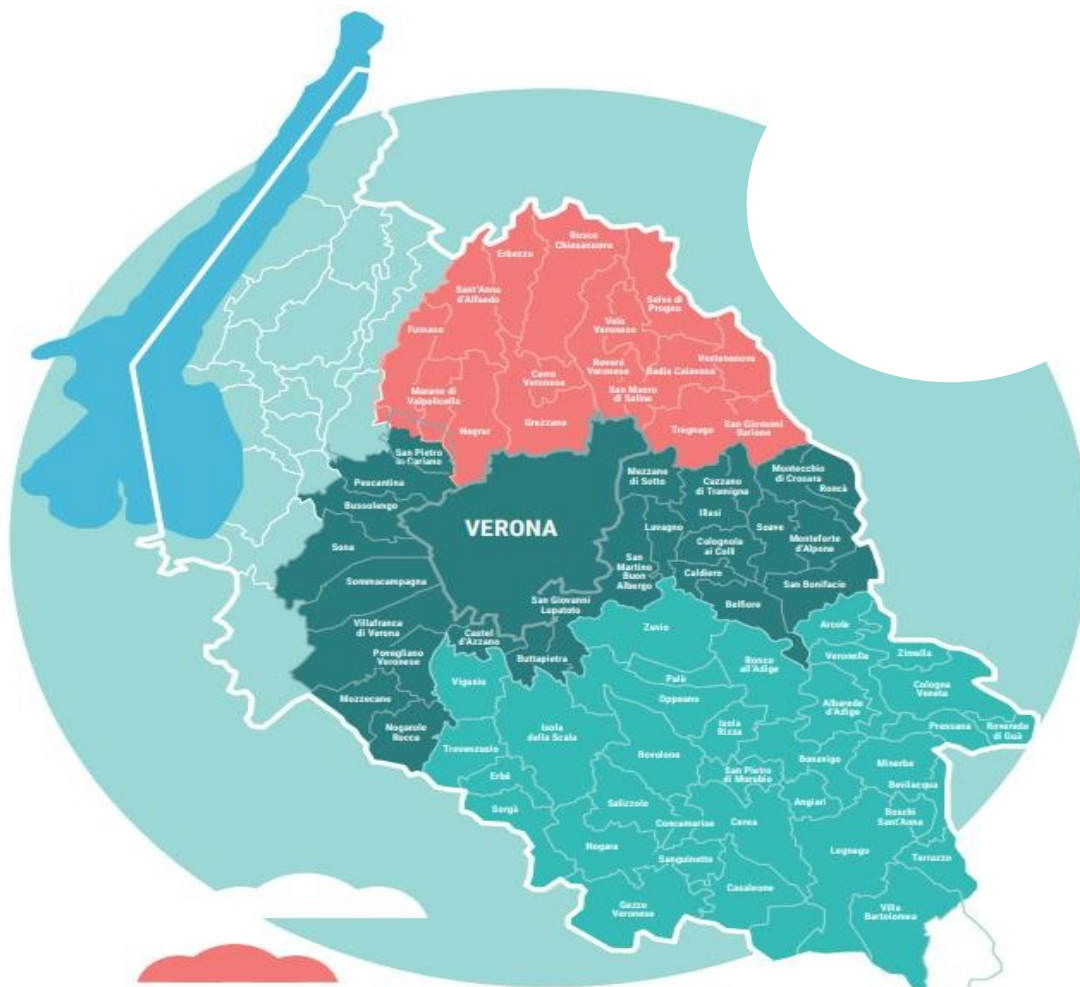 Bosco
Chiesanuova
Erbezzo
Sant'Anna
d'Alfaedo
Selva di
Progno
Fumane
Velo
Veronese
Vestenanova
Roverè
Veronese
Badia Calavena
Cerro
Veronese
Marano di
Valpolicella
San Mauro
di Saline
Negrar
Grezzana
Tregnago
San Giovanni
Ilarione
San Pietro
in Cariano
Pescantina
Bussolengo
Sona
Sommacampagna
Villafranca
di Verona
Povegliano
Veronese
Mozzecane
Nogarole
Rocca
VERONA
San Giovanni
Lupatoto
Castel
d'Azzano
Buttapietra
Mezzane
di Sotto
Lavagno
San
Martino
Buon
Albergo
Cazzano
di Tramigna
Illasi
Colognola
ai Colli
Caldiero
Belfiore
Montecchio
di Crosara
Roncà
Soave
Monteforte
d'Alpone
San Bonifacio
Zevio
Arcole
Veronella
Zimella
Ronco
all'Adige
Cologna
Veneta
Vigasio
Palù
Oppeano
Albaredo
d'Adige
Pressana
Roveredo
di Guà
Isola
della Scala
Isola
Rizza
Trevenzuolo
Bovolone
Bonavigo
Minerbe
Erbè
San Pietro
di Morubio
Bevilacqua
Sorgà
Salizzole
Angiari
Boschi
Sant'Anna
Concamarise
Cerea
Nogara
Sanguinetto
Legnago
Terrazzo
Casaleone
Gazzo
Veronese
Villa
Bartolomea